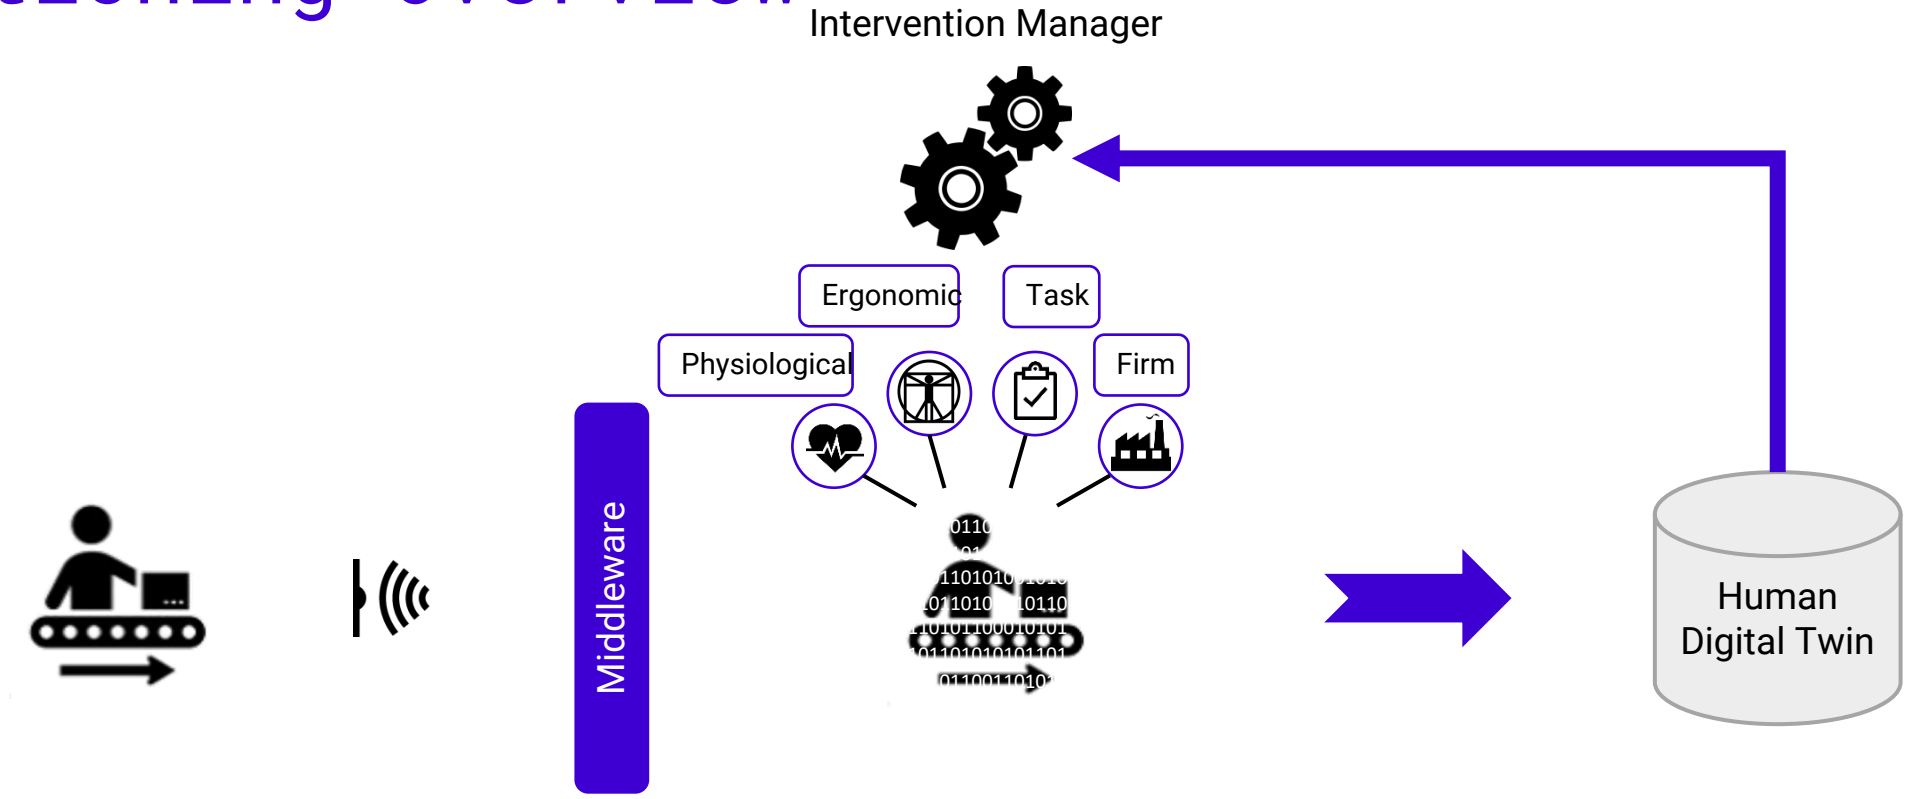 Intervention Manager
Ergonomic
Task
Physiological
Firm
Middleware
Human
Digital Twin